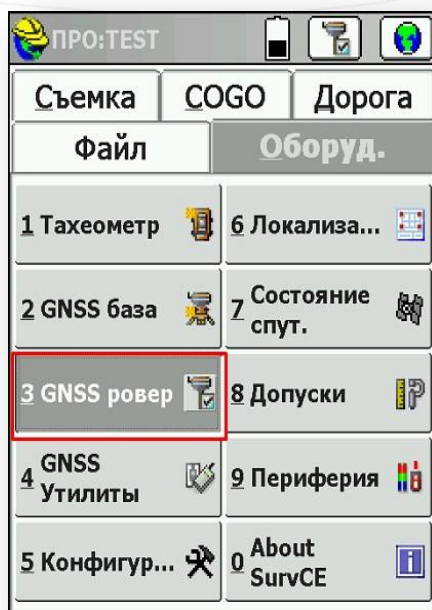 ПРО:TEST
Съемка COGO Дорога
Файл Оборуд.
1 Тахеометр
6 Локализа...
2 GNSS база
7 Состояние
спут.
3 GNSS ровер
8 Допуски
4 GNSS
Утилиты
9 Периферия
5 Конфигур...
0 About
SurvCE